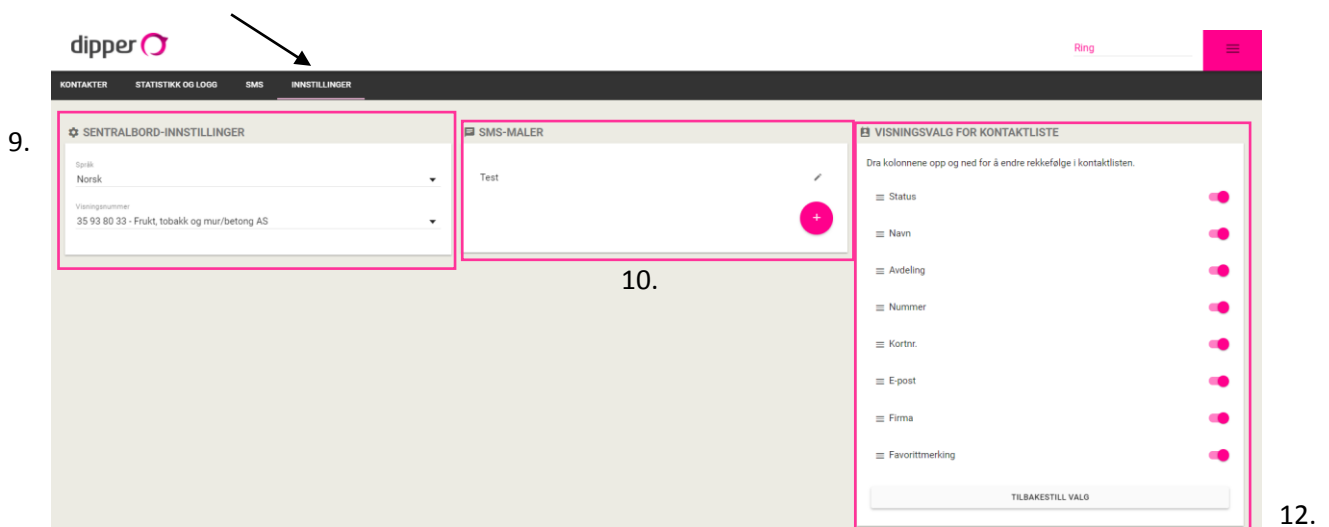 dipper
Ring
KONTAKTER STATISTIKK OG LOGG SMS INNSTILLINGER
9.
SENTRALBORD-INNSTILLINGER
Språk
Norsk
Visningsnummer
35 93 80 33 - Frukt, tobakk og mur/betong AS
SMS-MALER
Test
+
10.
VISNINGSVALG FOR KONTAKTLISTE
Dra kolonnene opp og ned for å endre rekkefølge i kontaktlisten.
Status
Navn
Avdeling
Nummer
Kortnr.
E-post
Firma
Favorittmerking
TILBAKESTILL VALG
12.